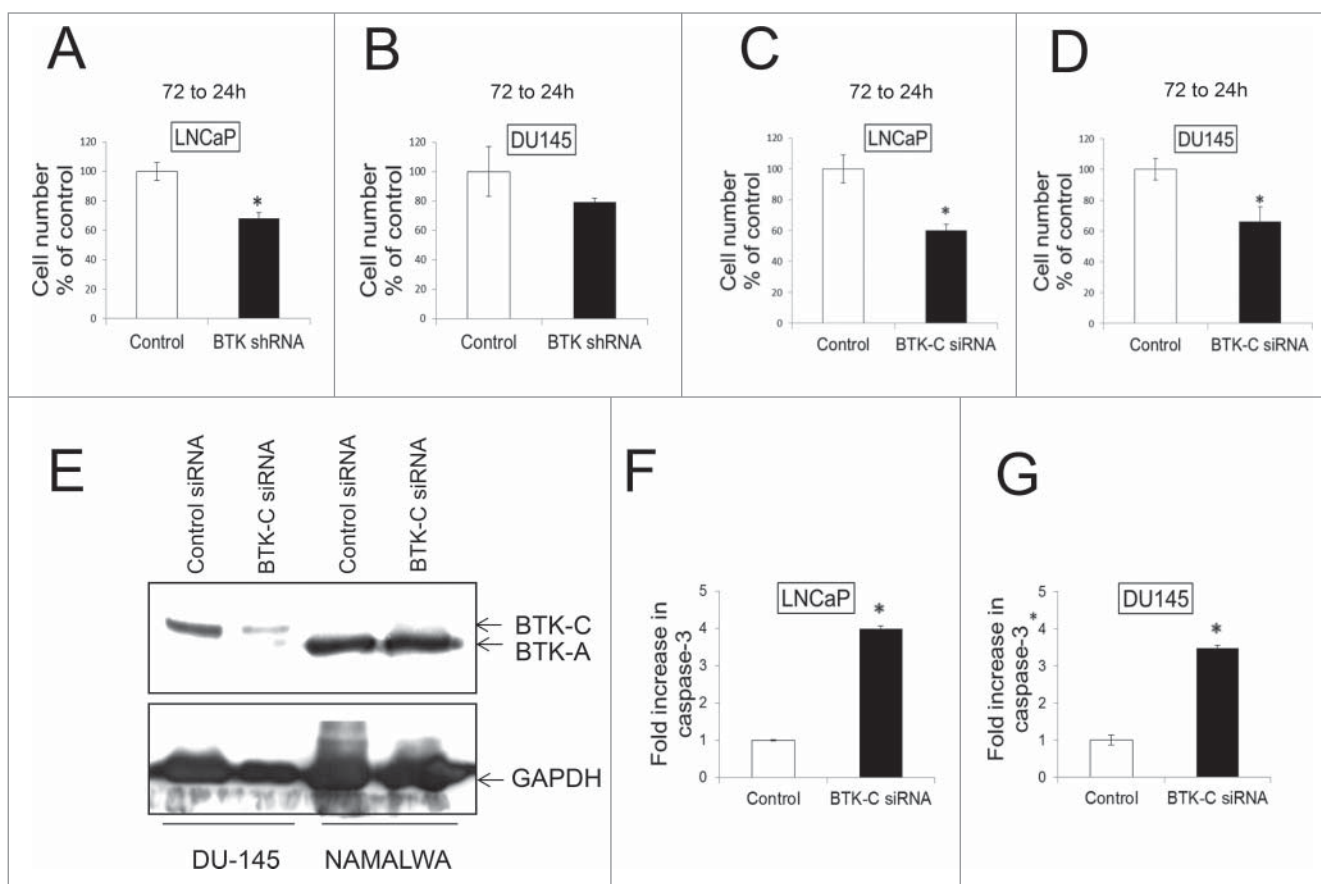 A
72 to 24h
LNCaP
Cell number
% of control
120
100
80
60
40
20
0
Control BTK shRNA
B
72 to 24h
DU145
Cell number
% of control
120
100
80
60
40
20
0
Control BTK shRNA
C
72 to 24h
LNCaP
Cell number
% of control
120
100
80
60
40
20
0
*
Control BTK-C siRNA
D
72 to 24h
DU145
Cell number
% of control
120
100
80
60
40
20
0
*
Control BTK-C siRNA
E
Control siRNA
BTK-C siRNA
Control siRNA
BTK-C siRNA
BTK-C
BTK-A
GAPDH
DU-145 NAMALWA
F
LNCaP
Fold increase in
caspase-3
5
4
3
2
1
0
*
Control BTK-C siRNA
G
DU145
Fold increase in
caspase-3 *
5
4
3
2
1
0
*
Control BTK-C siRNA